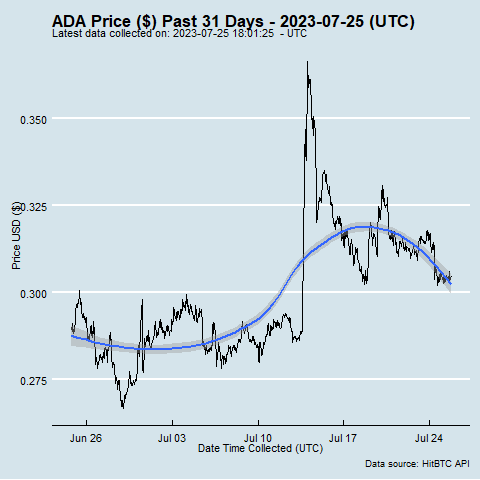 ADA Price ($) Past 31 Days - 2023-07-25 (UTC)
Latest data collected on: 2023-07-25 18:01:25  - UTC
Price USD ($)
0.350
0.325
0.300
0.275
Jun 26
Jul 03
Jul 10
Jul 17
Jul 24
Date Time Collected (UTC)
Data source: HitBTC API